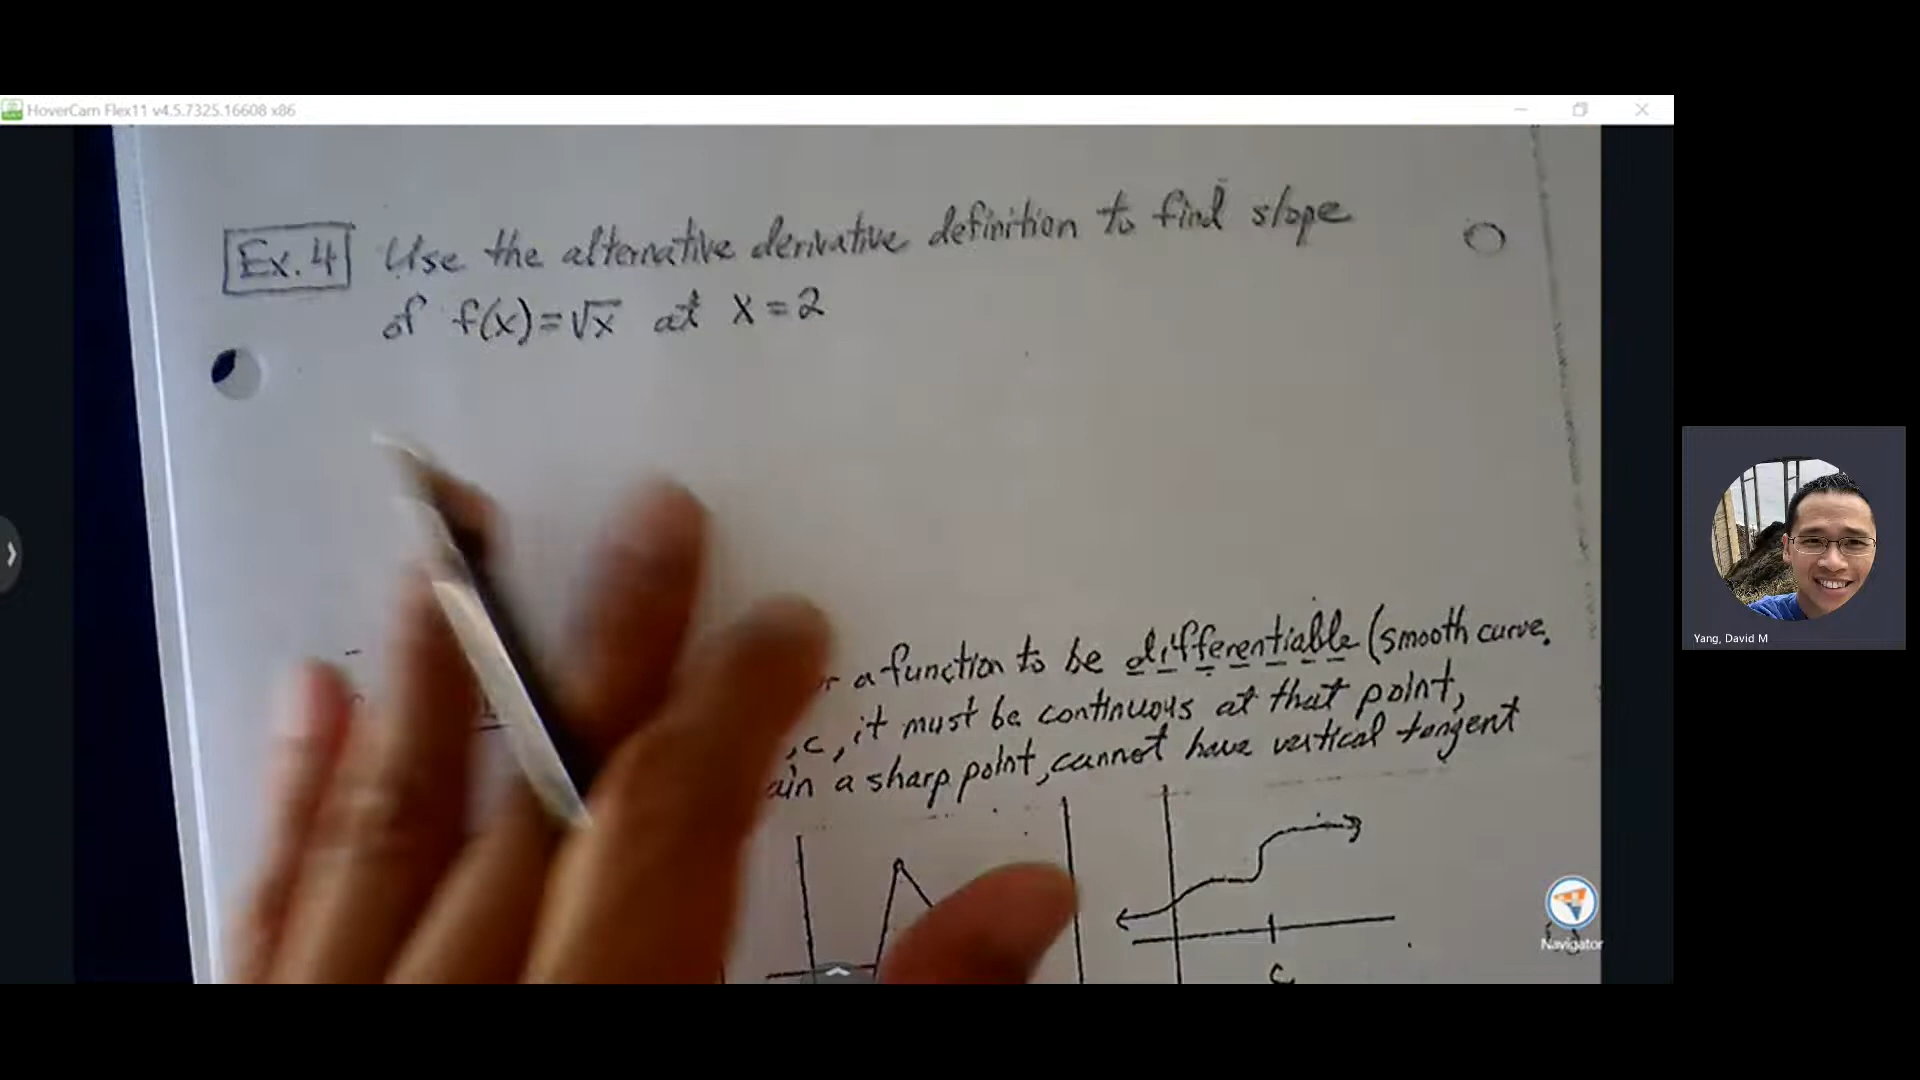 HoverCam Flex11 v4.5.7325.16608 x86
Ex. 4 Use the alternative derivative definition to find slope
of f(x)=√x at x=2
a function to be differentiable (smooth curve.
, c, it must be continuous at that point,
a sharp point, cannot have vertical tangent
c
Navigator
Yang, David M